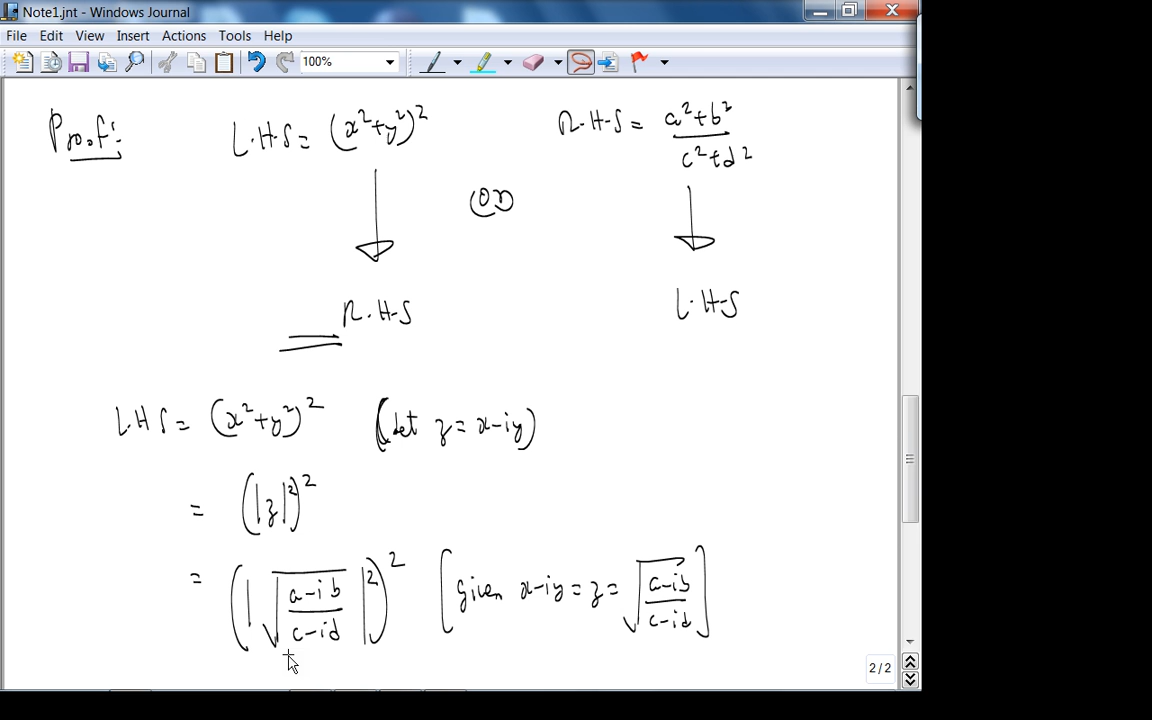 Note1.jnt - Windows Journal
File Edit View Insert Actions Tools Help
100%
Proof:
L.H.S = (x²+y²)²
R.H.S = a²+b² / c²+d²
(or)
R.H.S
L.H.S
L.H.S = (x²+y²)² (Let z = x-iy)
= (|z|²)²
= (|√(a-ib / c-id)|²)² [Given x-iy = z = √(a-ib / c-id)]
2/2